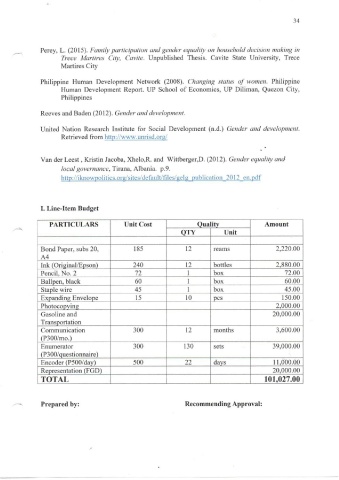 34
Perey, L. (2015). Family participation and gender equality on household decision making in
Trece Martires City, Cavite. Unpublished Thesis. Cavite State University, Trece
Martires City
Philippine Human Development Network (2008). Changing status of women. Philippine
Human Development Report. UP School of Economics, UP Diliman, Quezon City,
Philippines
Reeves and Baden (2012). Gender and development.
United Nation Research Institute for Social Development (n.d.) Gender and development.
Retrieved from http://www.unrisd.org/
Van der Leest , Kristin Jacoba, Xhelo,R. and Wittberger,D. (2012). Gender equality and
local governance, Tirana, Albania. p.9.
http://iknowpolitics.org/sites/default/files/gelg_publication_2012_en.pdf
I. Line-Item Budget
PARTICULARS Unit Cost Quality Amount
QTY Unit
Bond Paper, subs 20, A4 185 12 reams 2,220.00
Ink (Original/Epson) 240 12 bottles 2,880.00
Pencil, No. 2 72 1 box 72.00
Ballpen, black 60 1 box 60.00
Staple wire 45 1 box 45.00
Expanding Envelope 15 10 pcs 150.00
Photocopying 2,000.00
Gasoline and Transportation 20,000.00
Communication (P300/mo.) 300 12 months 3,600.00
Enumerator (P300/questionnaire) 300 130 sets 39,000.00
Encoder (P500/day) 500 22 days 11,000.00
Representation (FGD) 20,000.00
TOTAL 101,027.00
Prepared by: Recommending Approval: